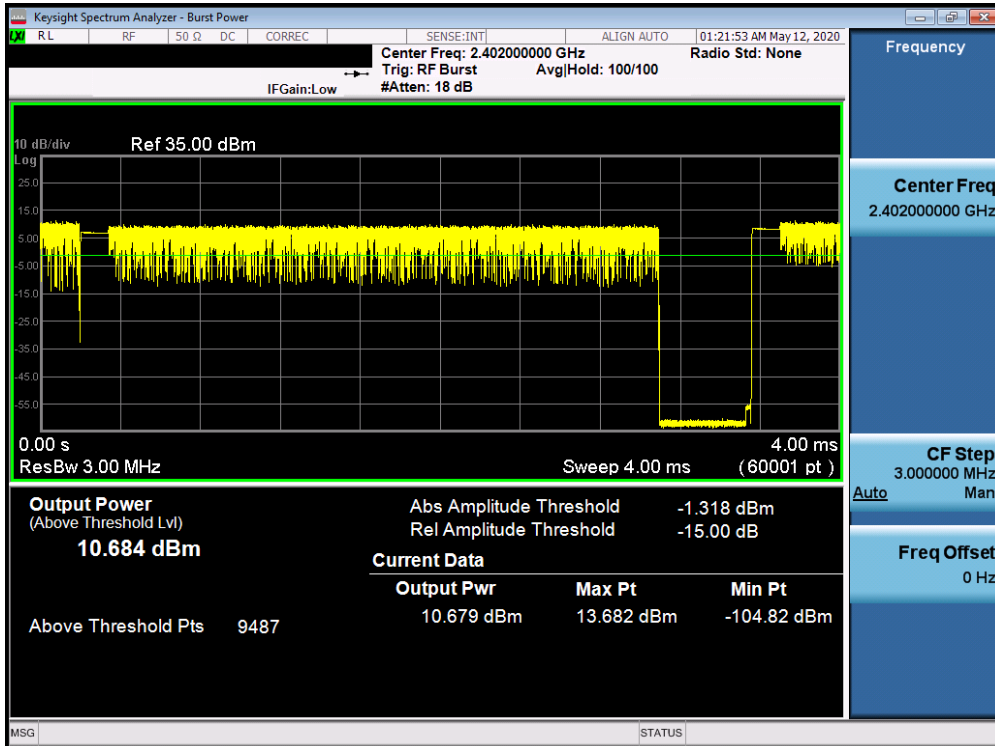 Keysight Spectrum Analyzer - Burst Power
LXI RL RF 50 Ω DC CORREC SENSE:INT ALIGN AUTO 01:21:53 AM May 12, 2020
Center Freq: 2.402000000 GHz Radio Std: None
Trig: RF Burst Avg|Hold: 100/100
IFGain:Low #Atten: 18 dB
10 dB/div Ref 35.00 dBm
Log
25.0
15.0
5.00
-5.00
-15.0
-25.0
-35.0
-45.0
-55.0
0.00 s 4.00 ms
ResBw 3.00 MHz Sweep 4.00 ms (60001 pt)
Output Power
(Above Threshold Lvl)
10.684 dBm
Above Threshold Pts 9487
Abs Amplitude Threshold -1.318 dBm
Rel Amplitude Threshold -15.00 dB
Current Data
Output Pwr Max Pt Min Pt
10.679 dBm 13.682 dBm -104.82 dBm
Frequency
Center Freq
2.402000000 GHz
CF Step
3.000000 MHz
Auto Man
Freq Offset
0 Hz
MSG STATUS